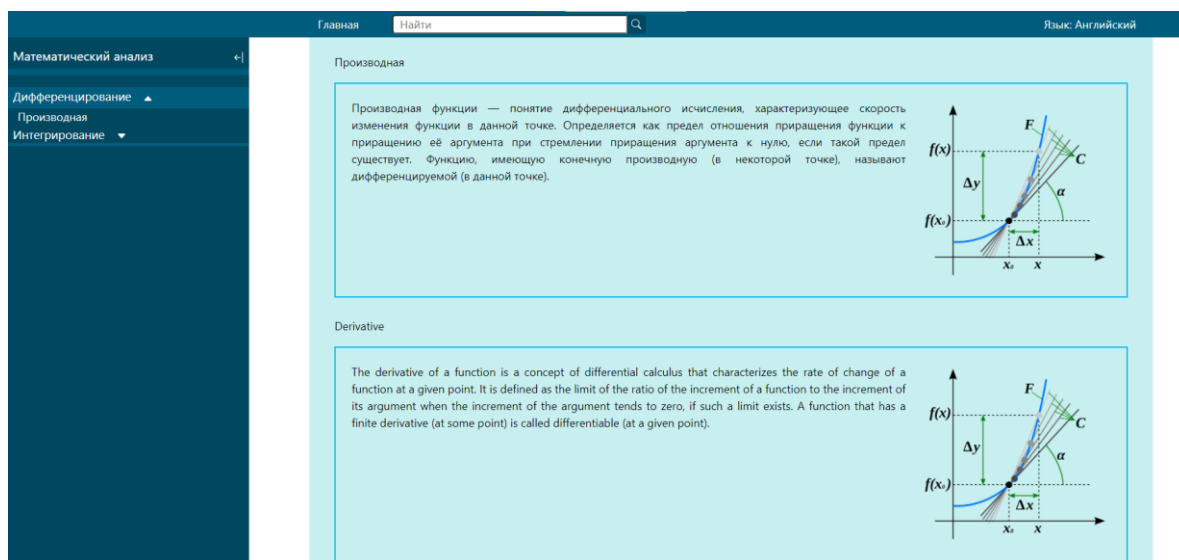 Главная
Найти
Язык: Английский
Математический анализ
Дифференцирование
Производная
Интегрирование
Производная
Производная функции — понятие дифференциального исчисления, характеризующее скорость
изменения функции в данной точке. Определяется как предел отношения приращения функции к
приращению её аргумента при стремлении приращения аргумента к нулю, если такой предел
существует. Функцию, имеющую конечную производную (в некоторой точке), называют
дифференцируемой (в данной точке).
F
f(x)
C
Δy
α
f(x₀)
Δx
x₀ x
Derivative
The derivative of a function is a concept of differential calculus that characterizes the rate of change of a
function at a given point. It is defined as the limit of the ratio of the increment of a function to the increment of
its argument when the increment of the argument tends to zero, if such a limit exists. A function that has a
finite derivative (at some point) is called differentiable (at a given point).
F
f(x)
C
Δy
α
f(x₀)
Δx
x₀ x